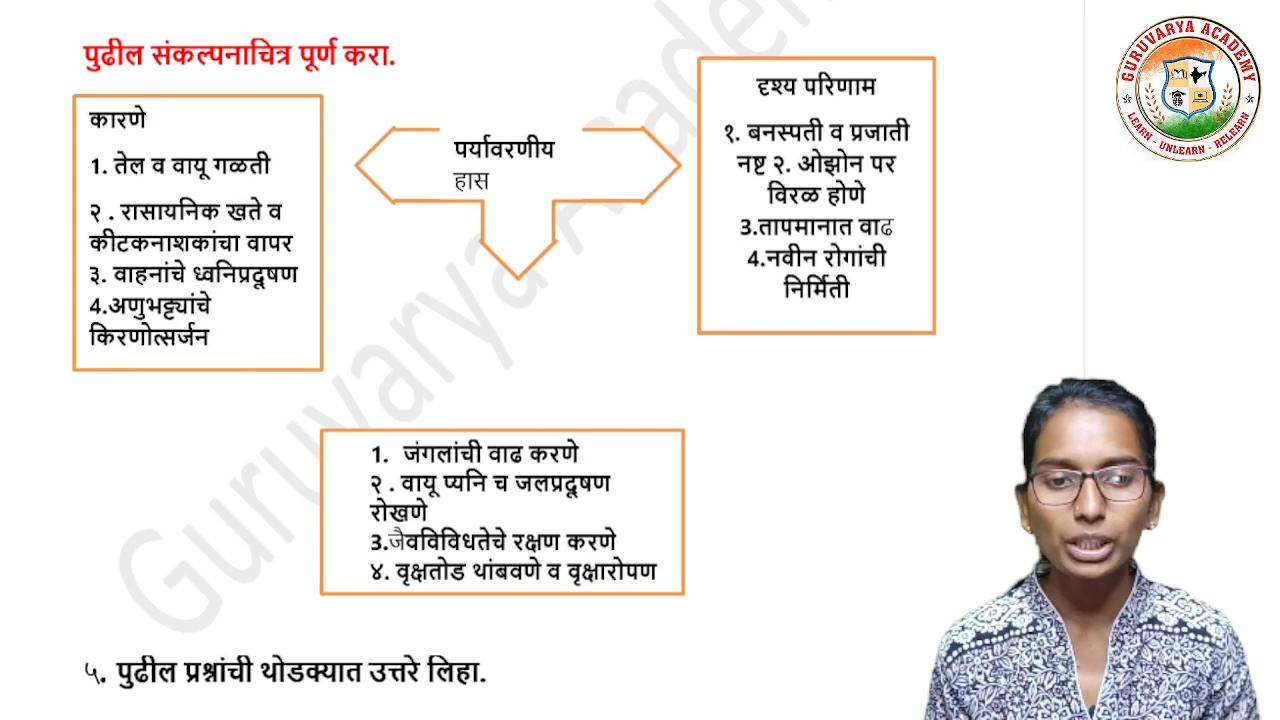 पुढील संकल्पनाचित्र पूर्ण करा.
कारणे
1. तेल व वायू गळती
२ . रासायनिक खते व
कीटकनाशकांचा वापर
३. वाहनांचे ध्वनिप्रदूषण
4.अणुभट्ट्यांचे
किरणोत्सर्जन
पर्यावरणीय
हास
दृश्य परिणाम
१. बनस्पती व प्रजाती
नष्ट २. ओझोन पर
विरळ होणे
3.तापमानात वाढ
4.नवीन रोगांची
निर्मिती
1. जंगलांची वाढ करणे
२ . वायू प्यनि च जलप्रदूषण
रोखणे
3.जैवविविधतेचे रक्षण करणे
४. वृक्षतोड थांबवणे व वृक्षारोपण
५. पुढील प्रश्नांची थोडक्यात उत्तरे लिहा.
GURUVARYA ACADEMY
LEARN - UNLEARN - RELEARN
Guruvarya Academ